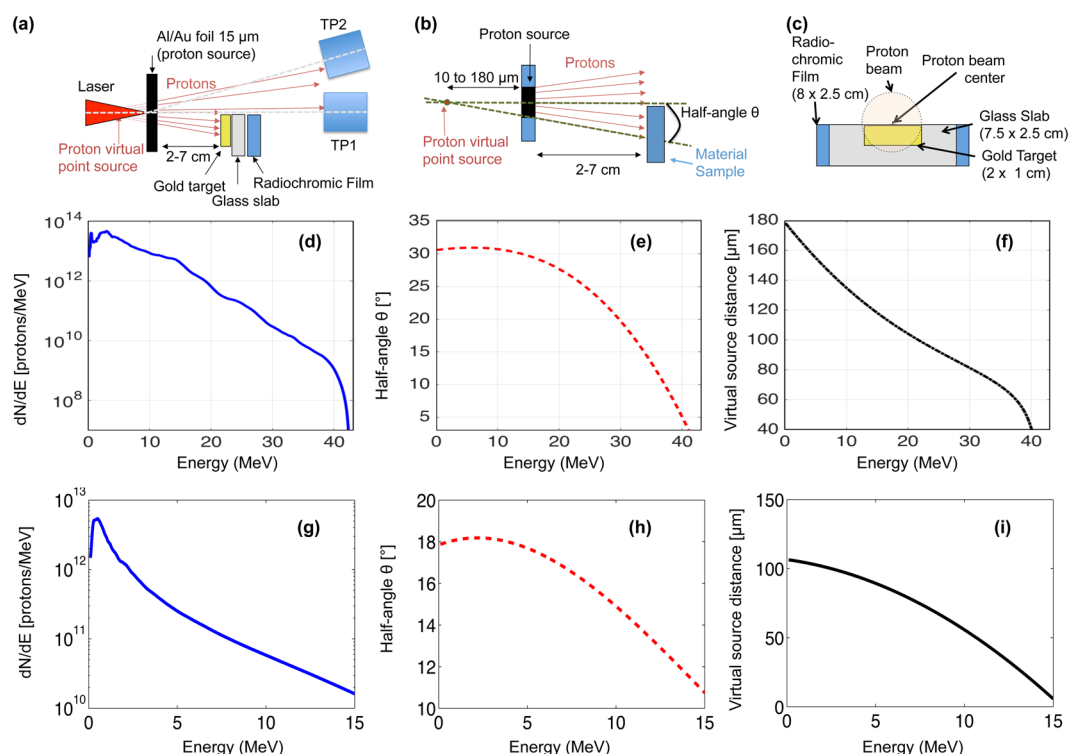 (a)
Al/Au foil 15 µm
(proton source)
TP2
Laser
Protons
Proton virtual
point source
2-7 cm
TP1
Gold target
Glass slab
Radiochromic Film
(b)
Proton source
10 to 180 µm
Protons
Half-angle θ
Proton virtual
point source
2-7 cm
Material
Sample
(c)
Radio-
chromic
Film
(8 x 2.5 cm)
Proton
beam
Proton beam
center
Glass Slab
(7.5 x 2.5 cm)
Gold Target
(2 x 1 cm)
(d)
dN/dE [protons/MeV]
10^14
10^12
10^10
10^8
0 10 20 30 40
Energy (MeV)
(e)
Half-angle θ [°]
35
30
25
20
15
10
5
0 10 20 30 40
Energy (MeV)
(f)
Virtual source distance [µm]
180
160
140
120
100
80
60
40
0 10 20 30 40
Energy (MeV)
(g)
dN/dE [protons/MeV]
10^13
10^12
10^11
10^10
0 5 10 15
Energy (MeV)
(h)
Half-angle θ [°]
20
18
16
14
12
10
0 5 10 15
Energy (MeV)
(i)
Virtual source distance [µm]
150
100
50
0
0 5 10 15
Energy (MeV)